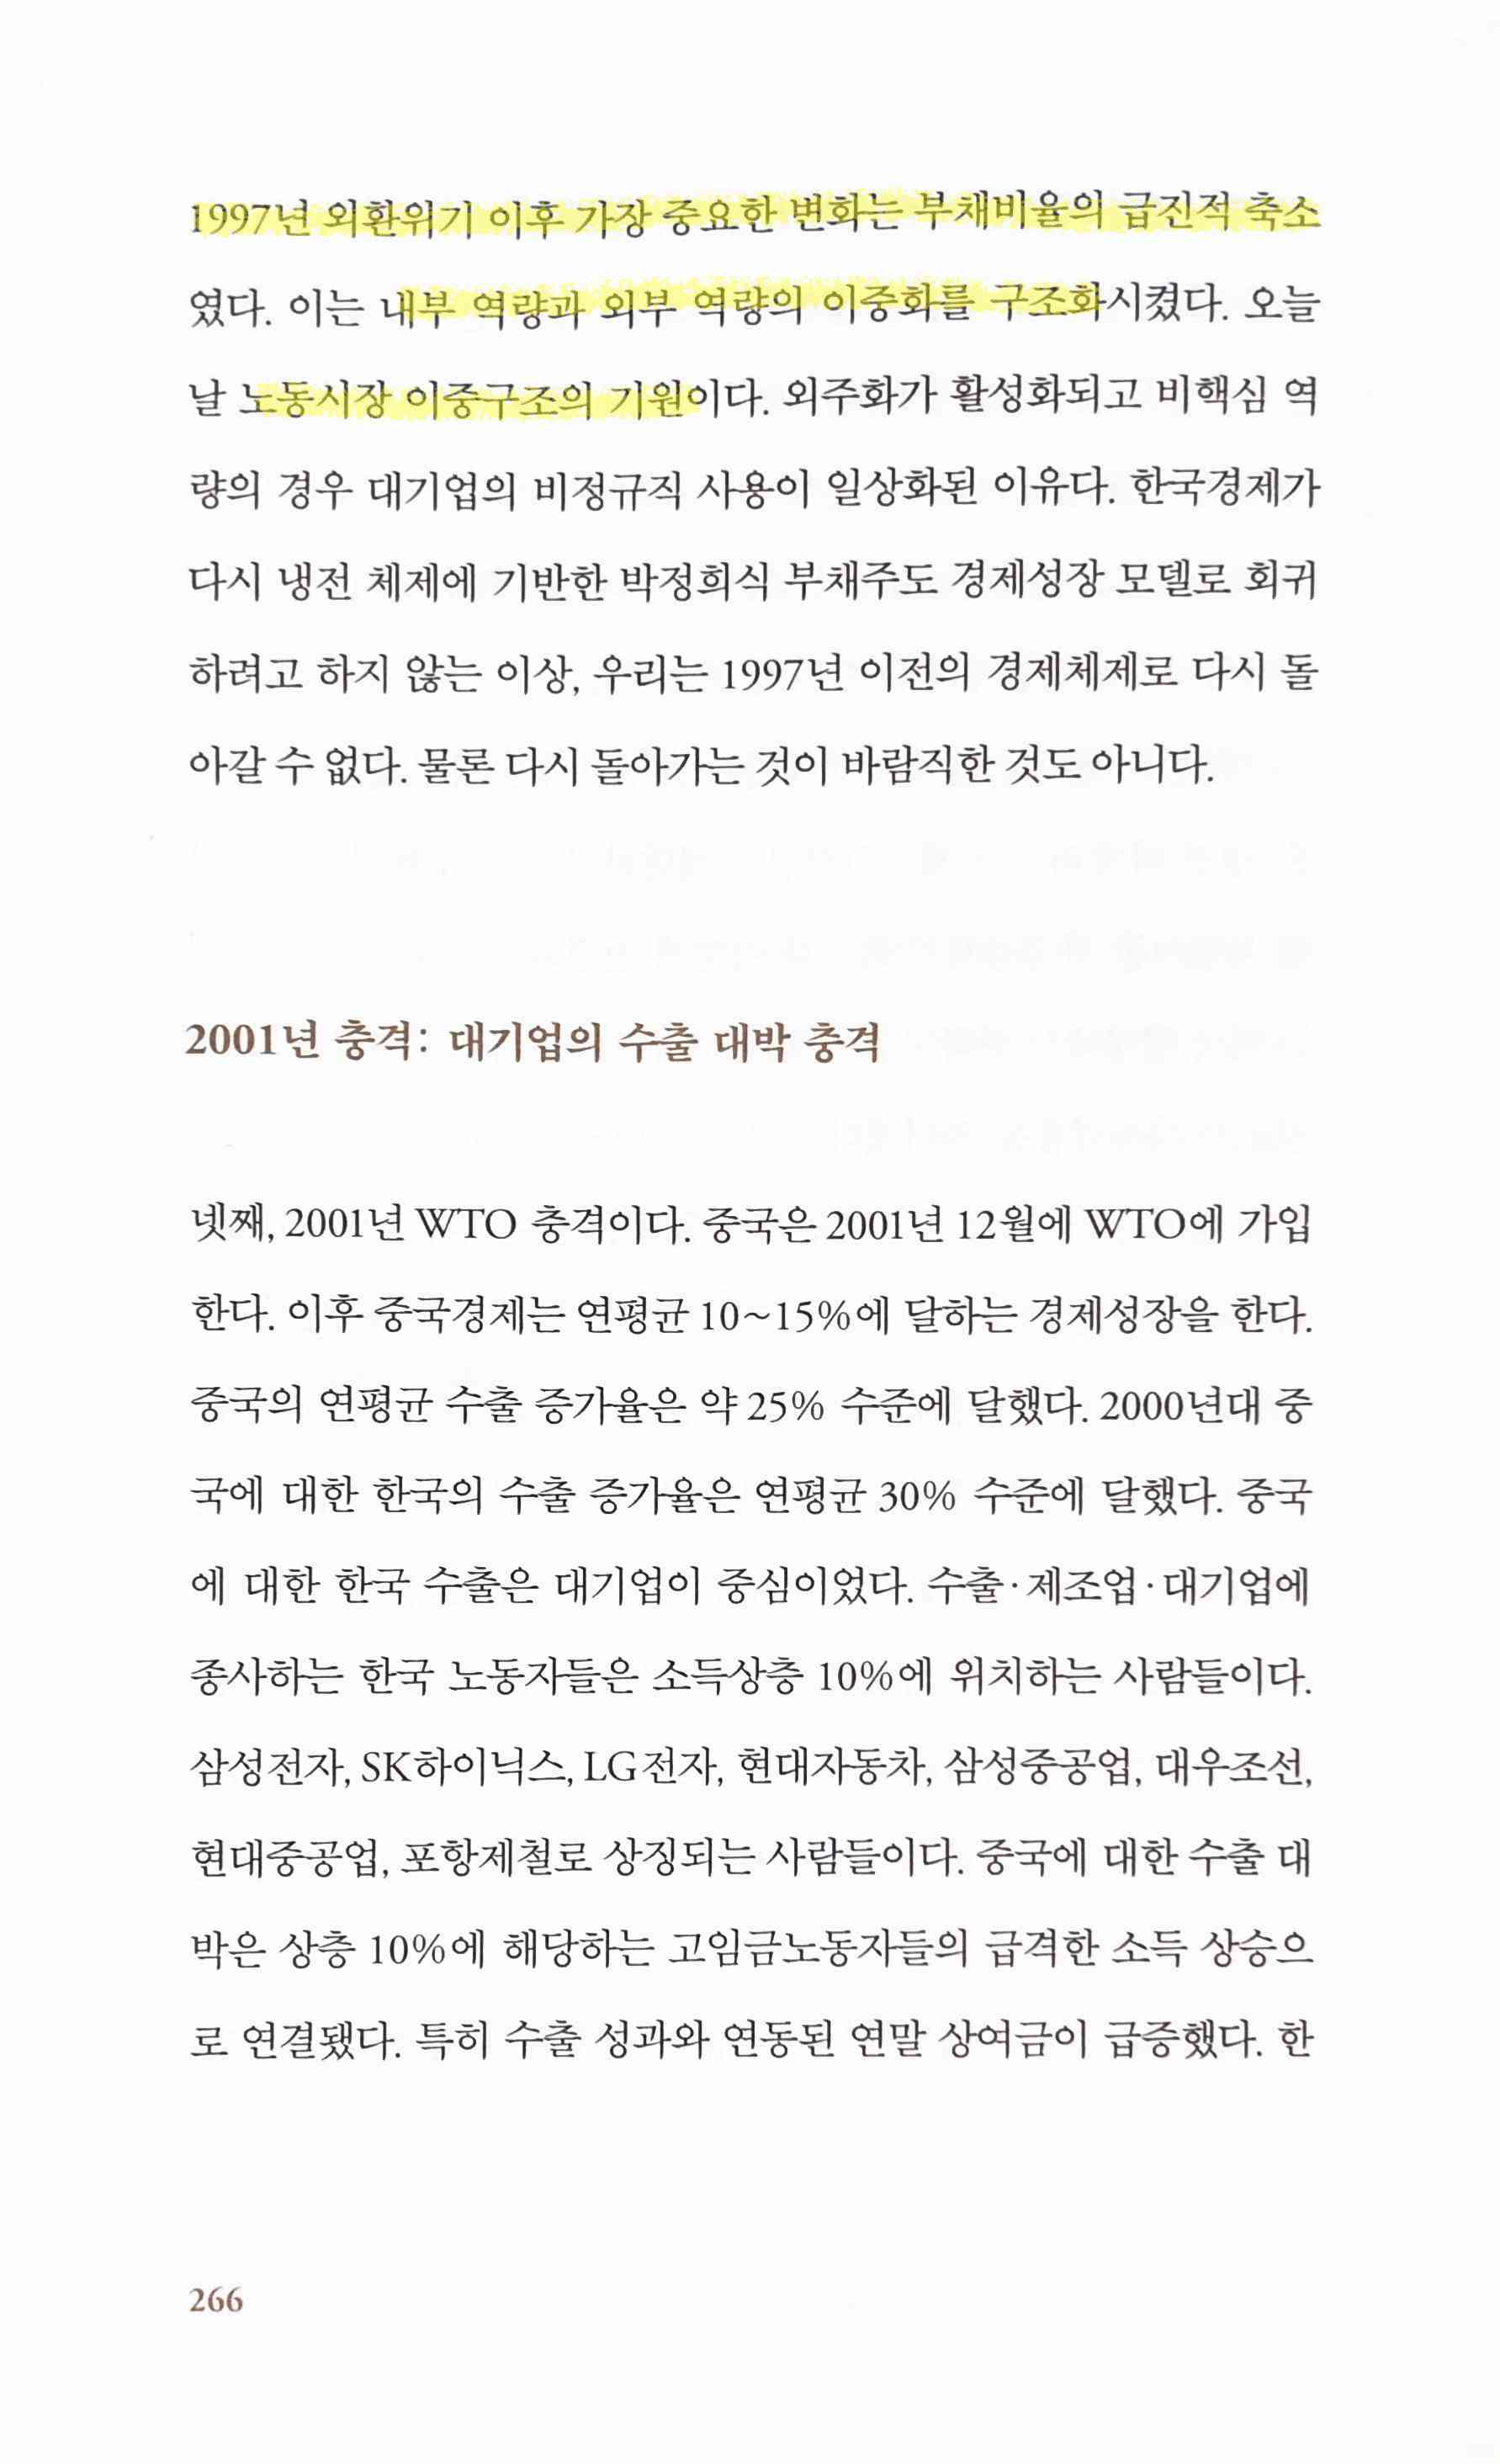 1997년 외환위기 이후 가장 중요한 변화는 부채비율의 급진적 축소
였다. 이는 내부 역량과 외부 역량의 이중화를 구조화시켰다. 오늘
날 노동시장 이중구조의 기원이다. 외주화가 활성화되고 비핵심 역
량의 경우 대기업의 비정규직 사용이 일상화된 이유다. 한국경제가
다시 냉전 체제에 기반한 박정희식 부채주도 경제성장 모델로 회귀
하려고 하지 않는 이상, 우리는 1997년 이전의 경제체제로 다시 돌
아갈 수 없다. 물론 다시 돌아가는 것이 바람직한 것도 아니다.
2001년 충격: 대기업의 수출 대박 충격
넷째, 2001년 WTO 충격이다. 중국은 2001년 12월에 WTO에 가입
한다. 이후 중국경제는 연평균 10~15%에 달하는 경제성장을 한다.
중국의 연평균 수출 증가율은 약 25% 수준에 달했다. 2000년대 중
국에 대한 한국의 수출 증가율은 연평균 30% 수준에 달했다. 중국
에 대한 한국 수출은 대기업이 중심이었다. 수출·제조업·대기업에
종사하는 한국 노동자들은 소득상층 10%에 위치하는 사람들이다.
삼성전자, SK하이닉스, LG전자, 현대자동차, 삼성중공업, 대우조선,
현대중공업, 포항제철로 상징되는 사람들이다. 중국에 대한 수출 대
박은 상층 10%에 해당하는 고임금노동자들의 급격한 소득 상승으
로 연결됐다. 특히 수출 성과와 연동된 연말 상여금이 급증했다. 한
266